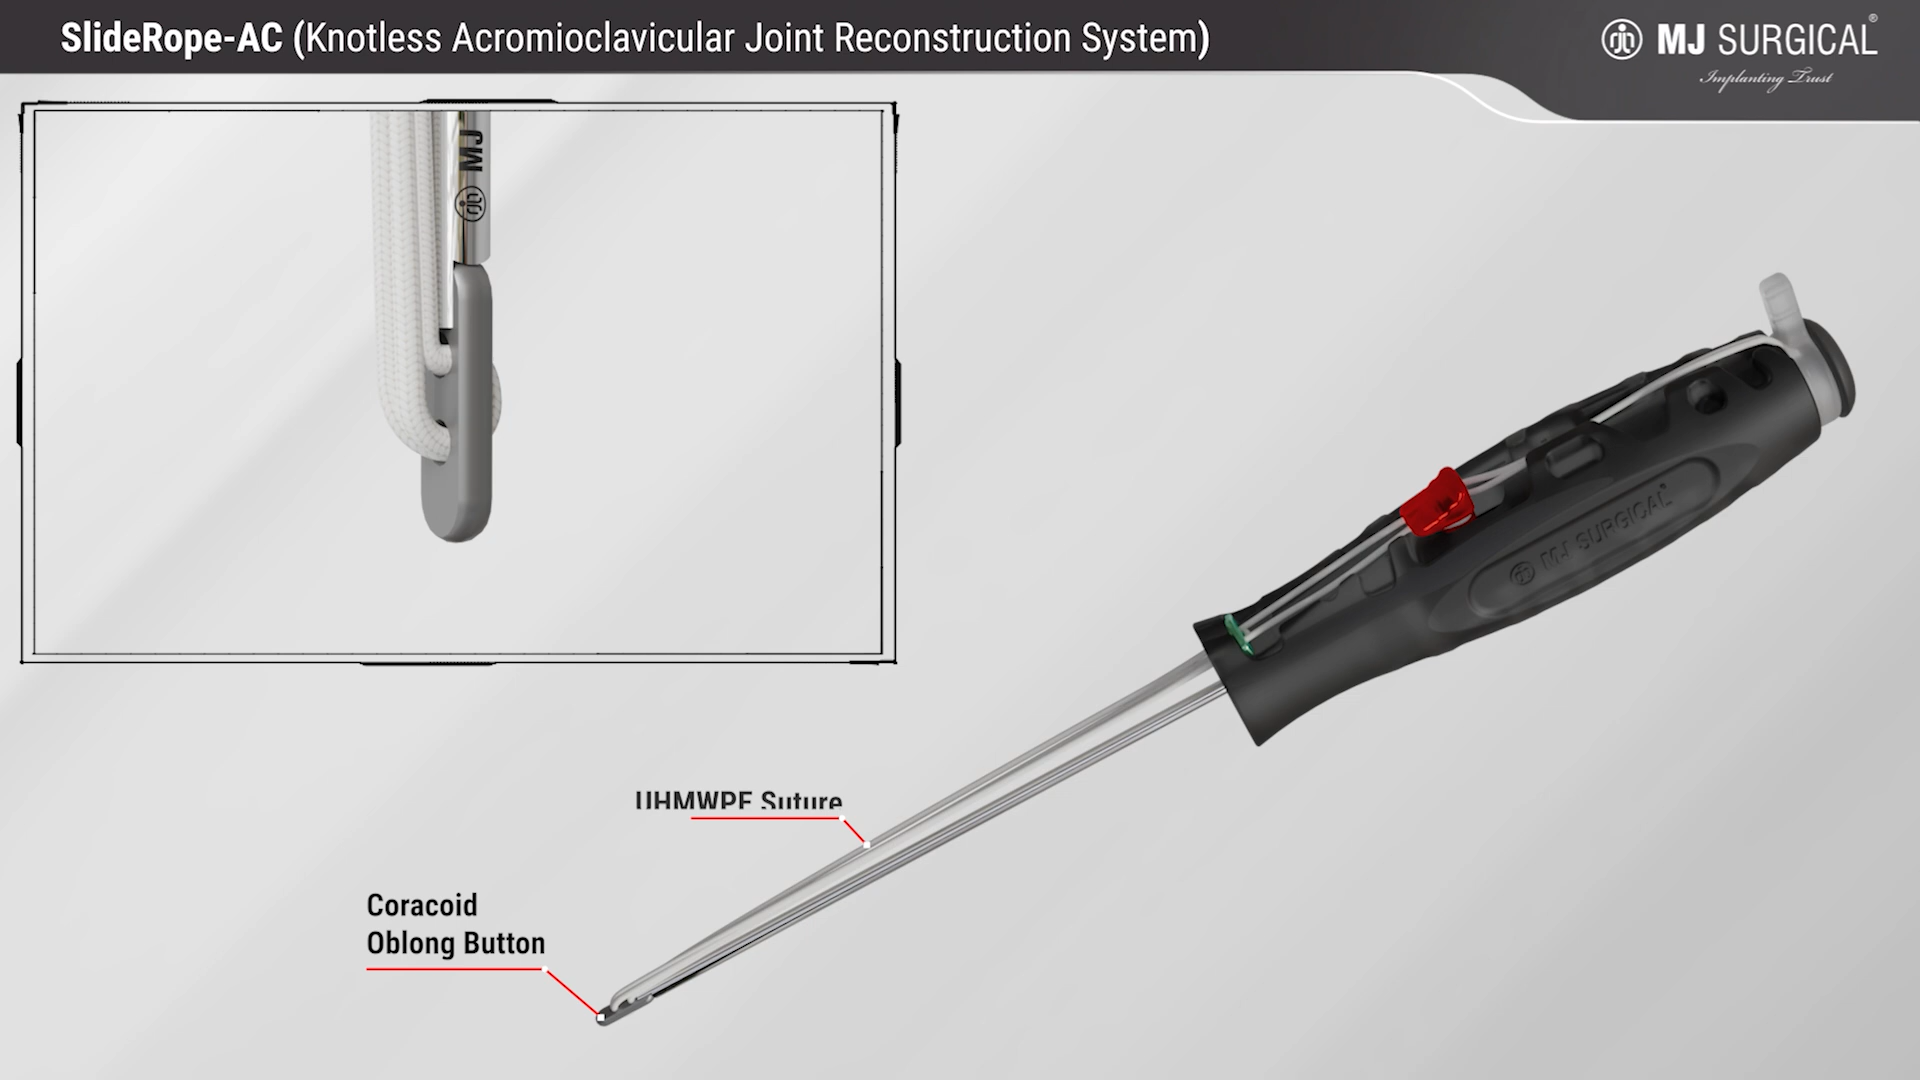 SlideRope-AC (Knotless Acromioclavicular Joint Reconstruction System)
MJ SURGICAL®
Implanting Trust
MJ
MJ SURGICAL
UHMWPE Suture
Coracoid
Oblong Button